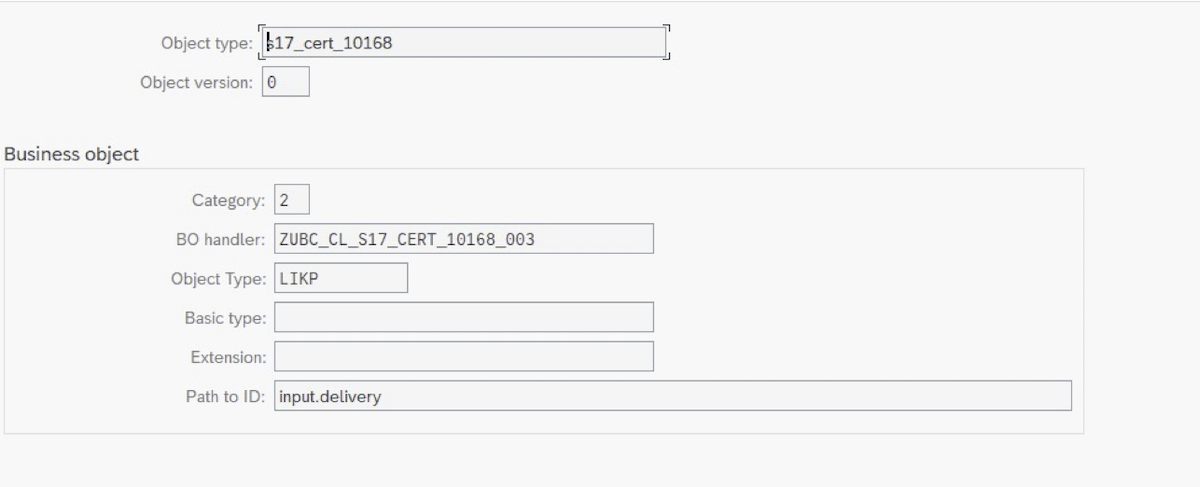 Object type: s17_cert_10168
Object version: 0
Business object
Category: 2
BO handler: ZUBC_CL_S17_CERT_10168_003
Object Type: LIKP
Basic type:
Extension:
Path to ID: input.delivery